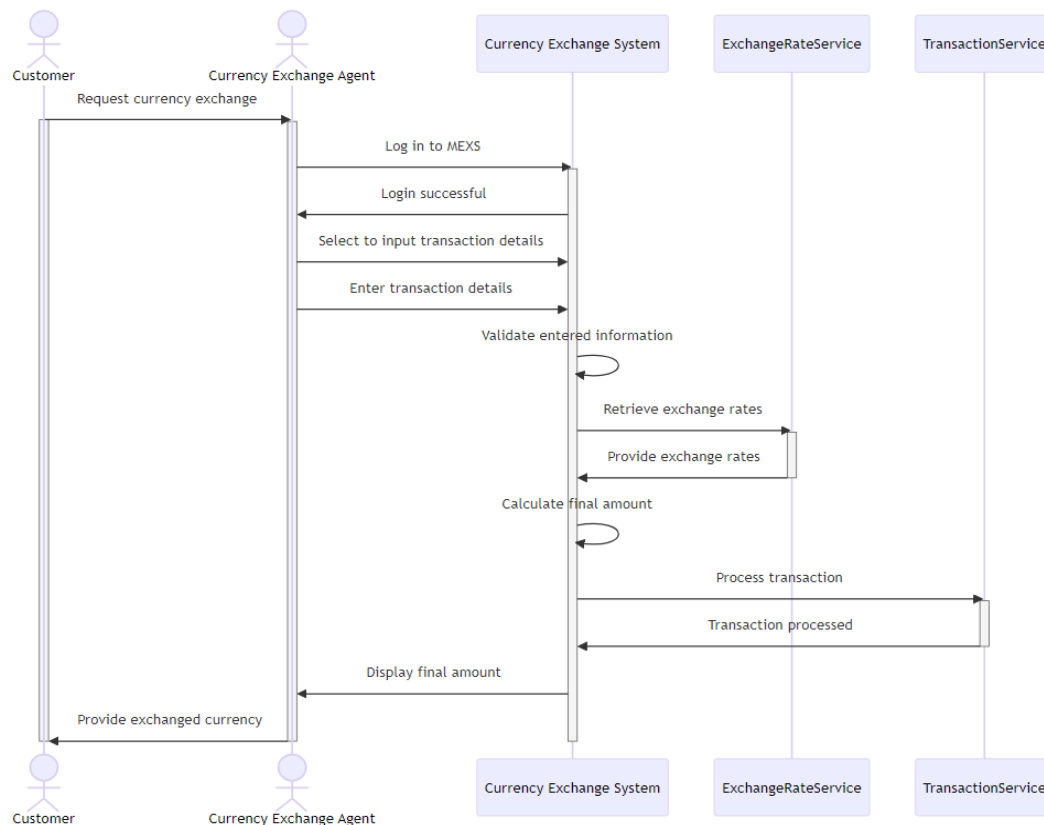 Currency Exchange System
ExchangeRateService
TransactionService
Customer
Currency Exchange Agent
Request currency exchange
Log in to MEXS
Login successful
Select to input transaction details
Enter transaction details
Validate entered information
Retrieve exchange rates
Provide exchange rates
Calculate final amount
Process transaction
Transaction processed
Display final amount
Provide exchanged currency
Currency Exchange System
ExchangeRateService
TransactionService
Customer
Currency Exchange Agent